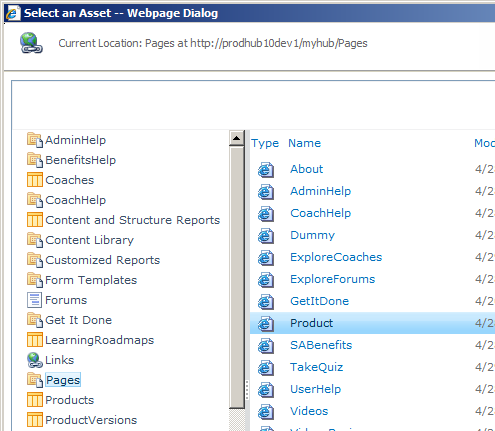 Select an Asset -- Webpage Dialog
Current Location: Pages at http://prodhub10dev1/myhub/Pages
AdminHelp
BenefitsHelp
Coaches
CoachHelp
Content and Structure Reports
Content Library
Customized Reports
Form Templates
Forums
Get It Done
LearningRoadmaps
Links
Pages
Products
ProductVersions
Type Name Mo
About 4/2
AdminHelp 4/2
CoachHelp 4/2
Dummy 4/2
ExploreCoaches 4/2
ExploreForums 4/2
GetItDone 4/2
Product 4/2
SABenefits 4/2
TakeQuiz 4/2
UserHelp 4/2
Videos 4/2